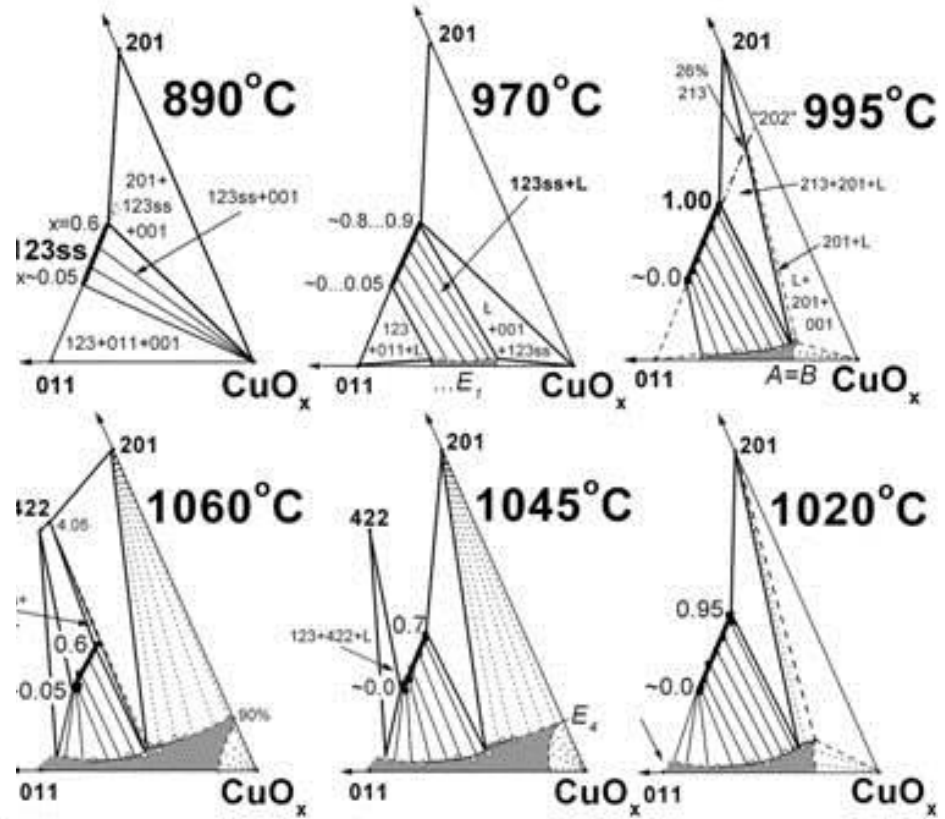 201
890°C
201+
123ss
+001
123ss+001
x=0.6
123ss
x~0.05
123+011+001
011
CuOx
201
970°C
123ss+L
~0.8...0.9
~0...0.05
123
+011+L
L
+001
+123ss
011
...E1
CuOx
201
26%
213
"202"
995°C
1.00
213+201+L
~0.0
201+L
L+
201+
001
011
A=B
CuOx
201
1060°C
422
4.05
0.6
~0.05
90%
011
CuOx
201
1045°C
422
0.7
123+422+L
~0.0
E4
011
CuOx
201
1020°C
0.95
~0.0
011
CuOx